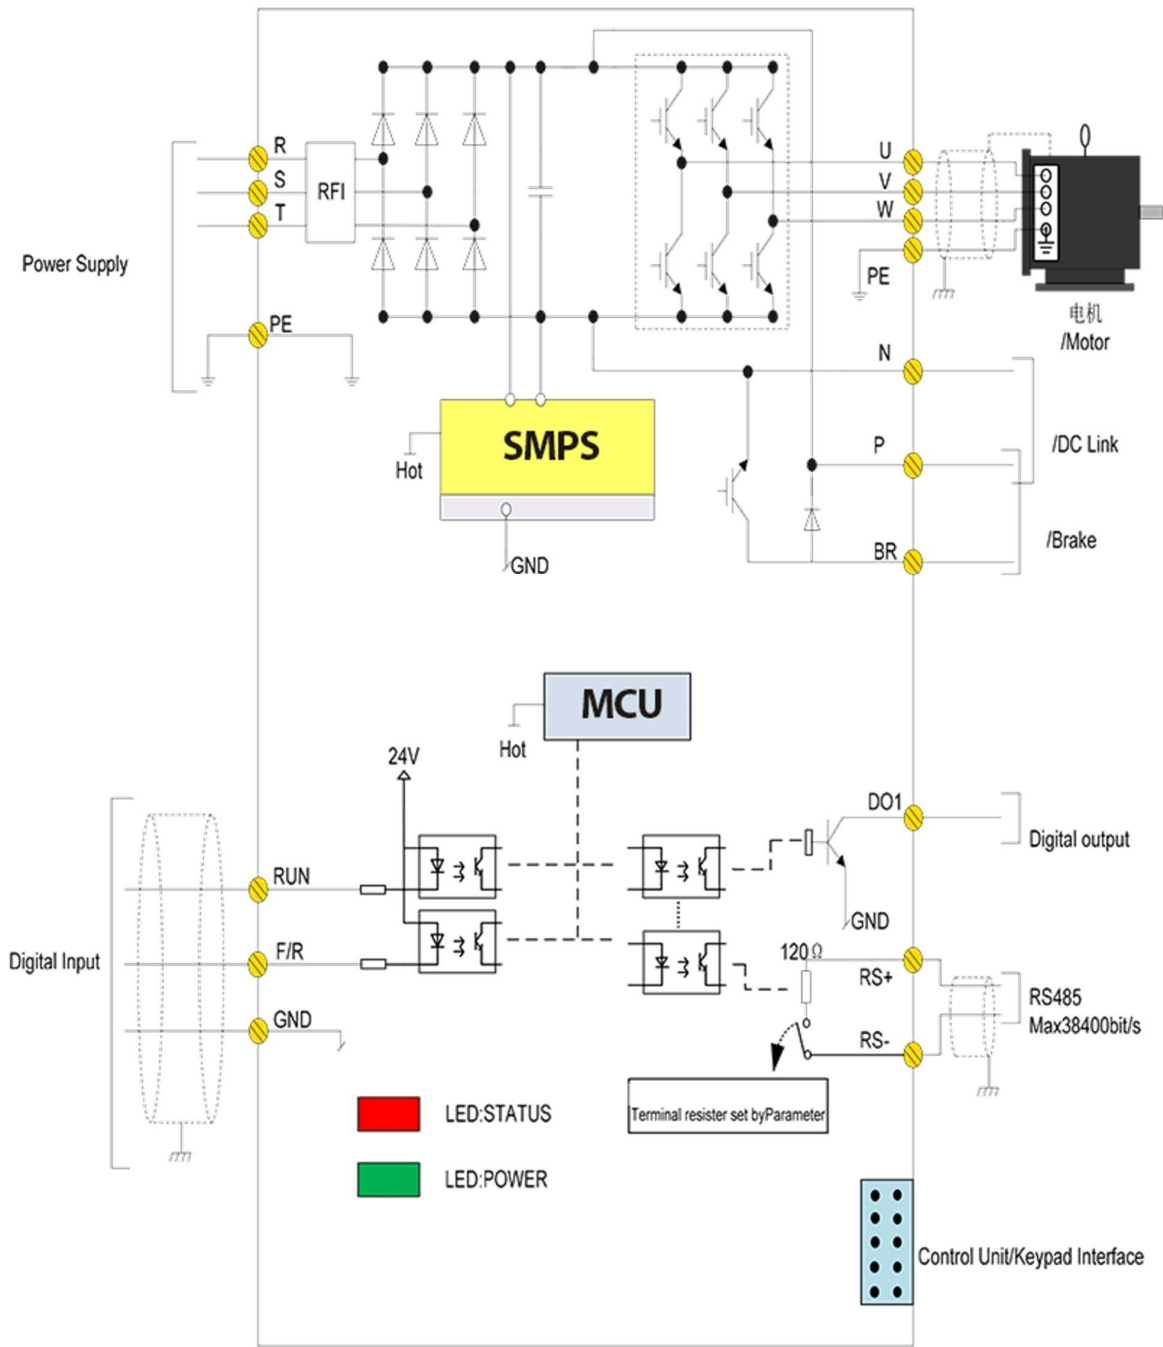 R
S
T
RFI
Power Supply
PE
U
V
W
PE
电机
/Motor
N
P
BR
/DC Link
/Brake
SMPS
Hot
GND
MCU
Hot
24V
DO1
Digital output
GND
RUN
F/R
GND
Digital Input
120Ω
RS+
RS-
RS485
Max38400bit/s
Terminal resister set byParameter
LED:STATUS
LED:POWER
Control Unit/Keypad Interface